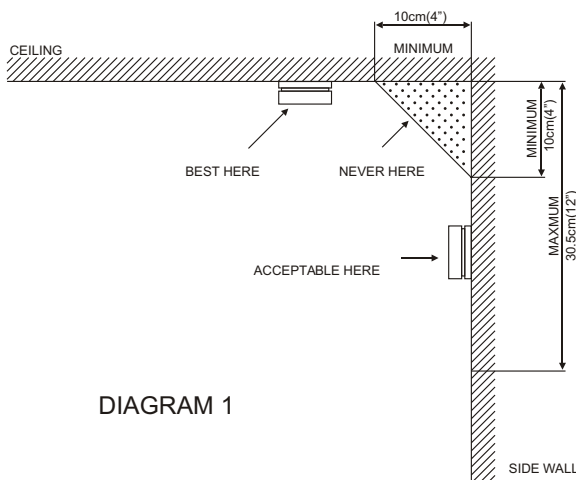 10cm(4")
CEILING
MINIMUM
MINIMUM
10cm(4")
BEST HERE
NEVER HERE
MAXMUM
30.5cm(12")
ACCEPTABLE HERE
DIAGRAM 1
SIDE WALL